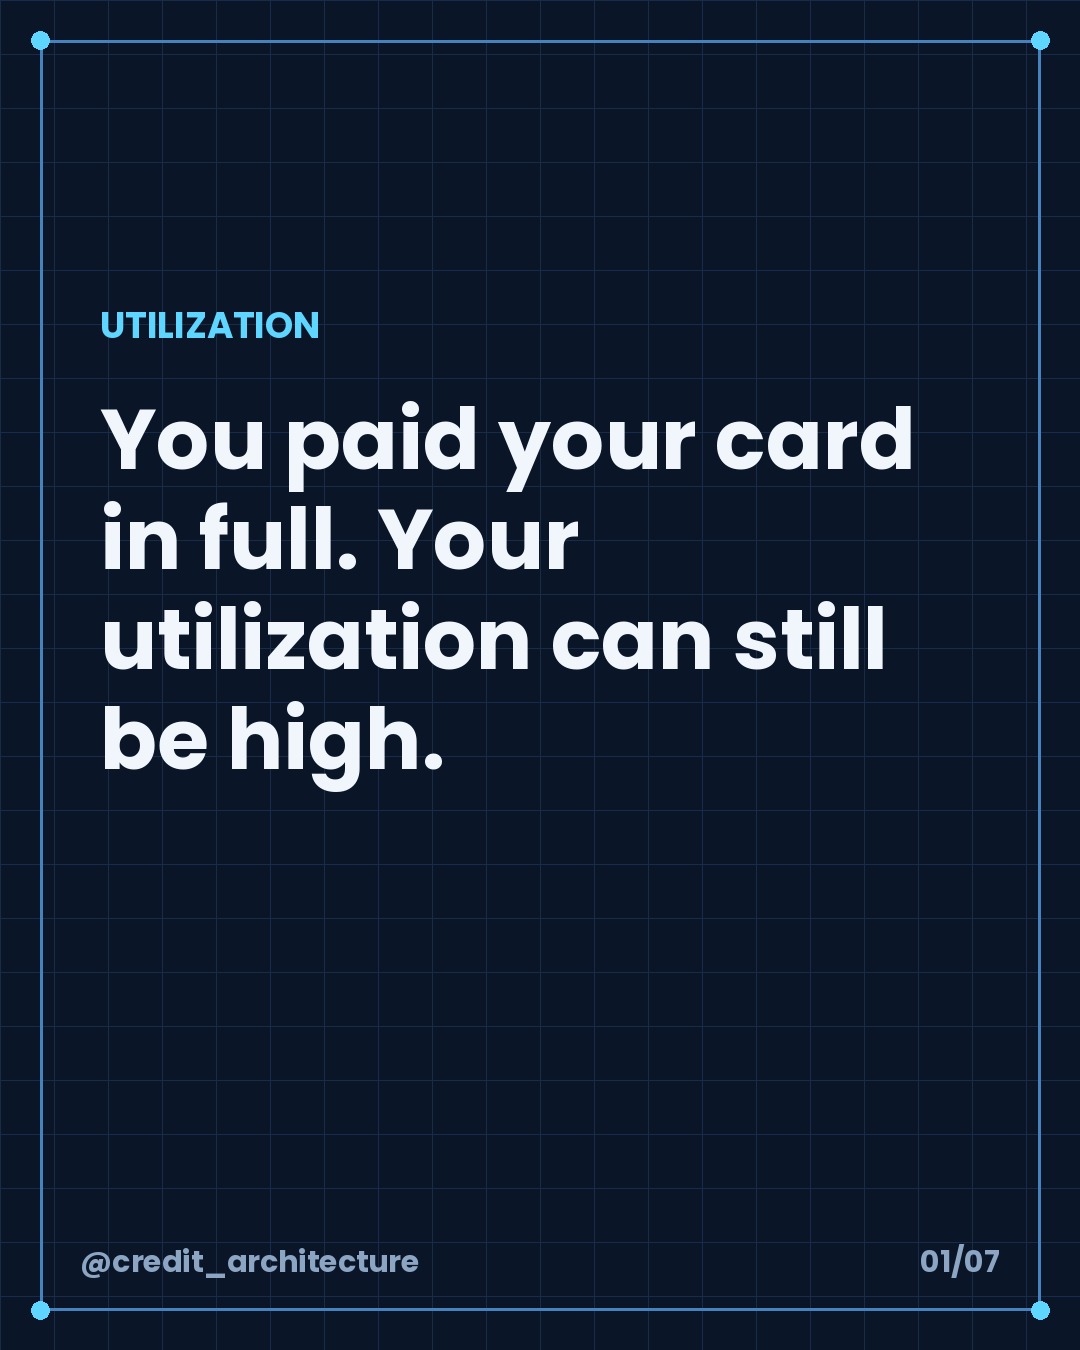 UTILIZATION
You paid your card
in full. Your
utilization can still
be high.
@credit_architecture
01/07